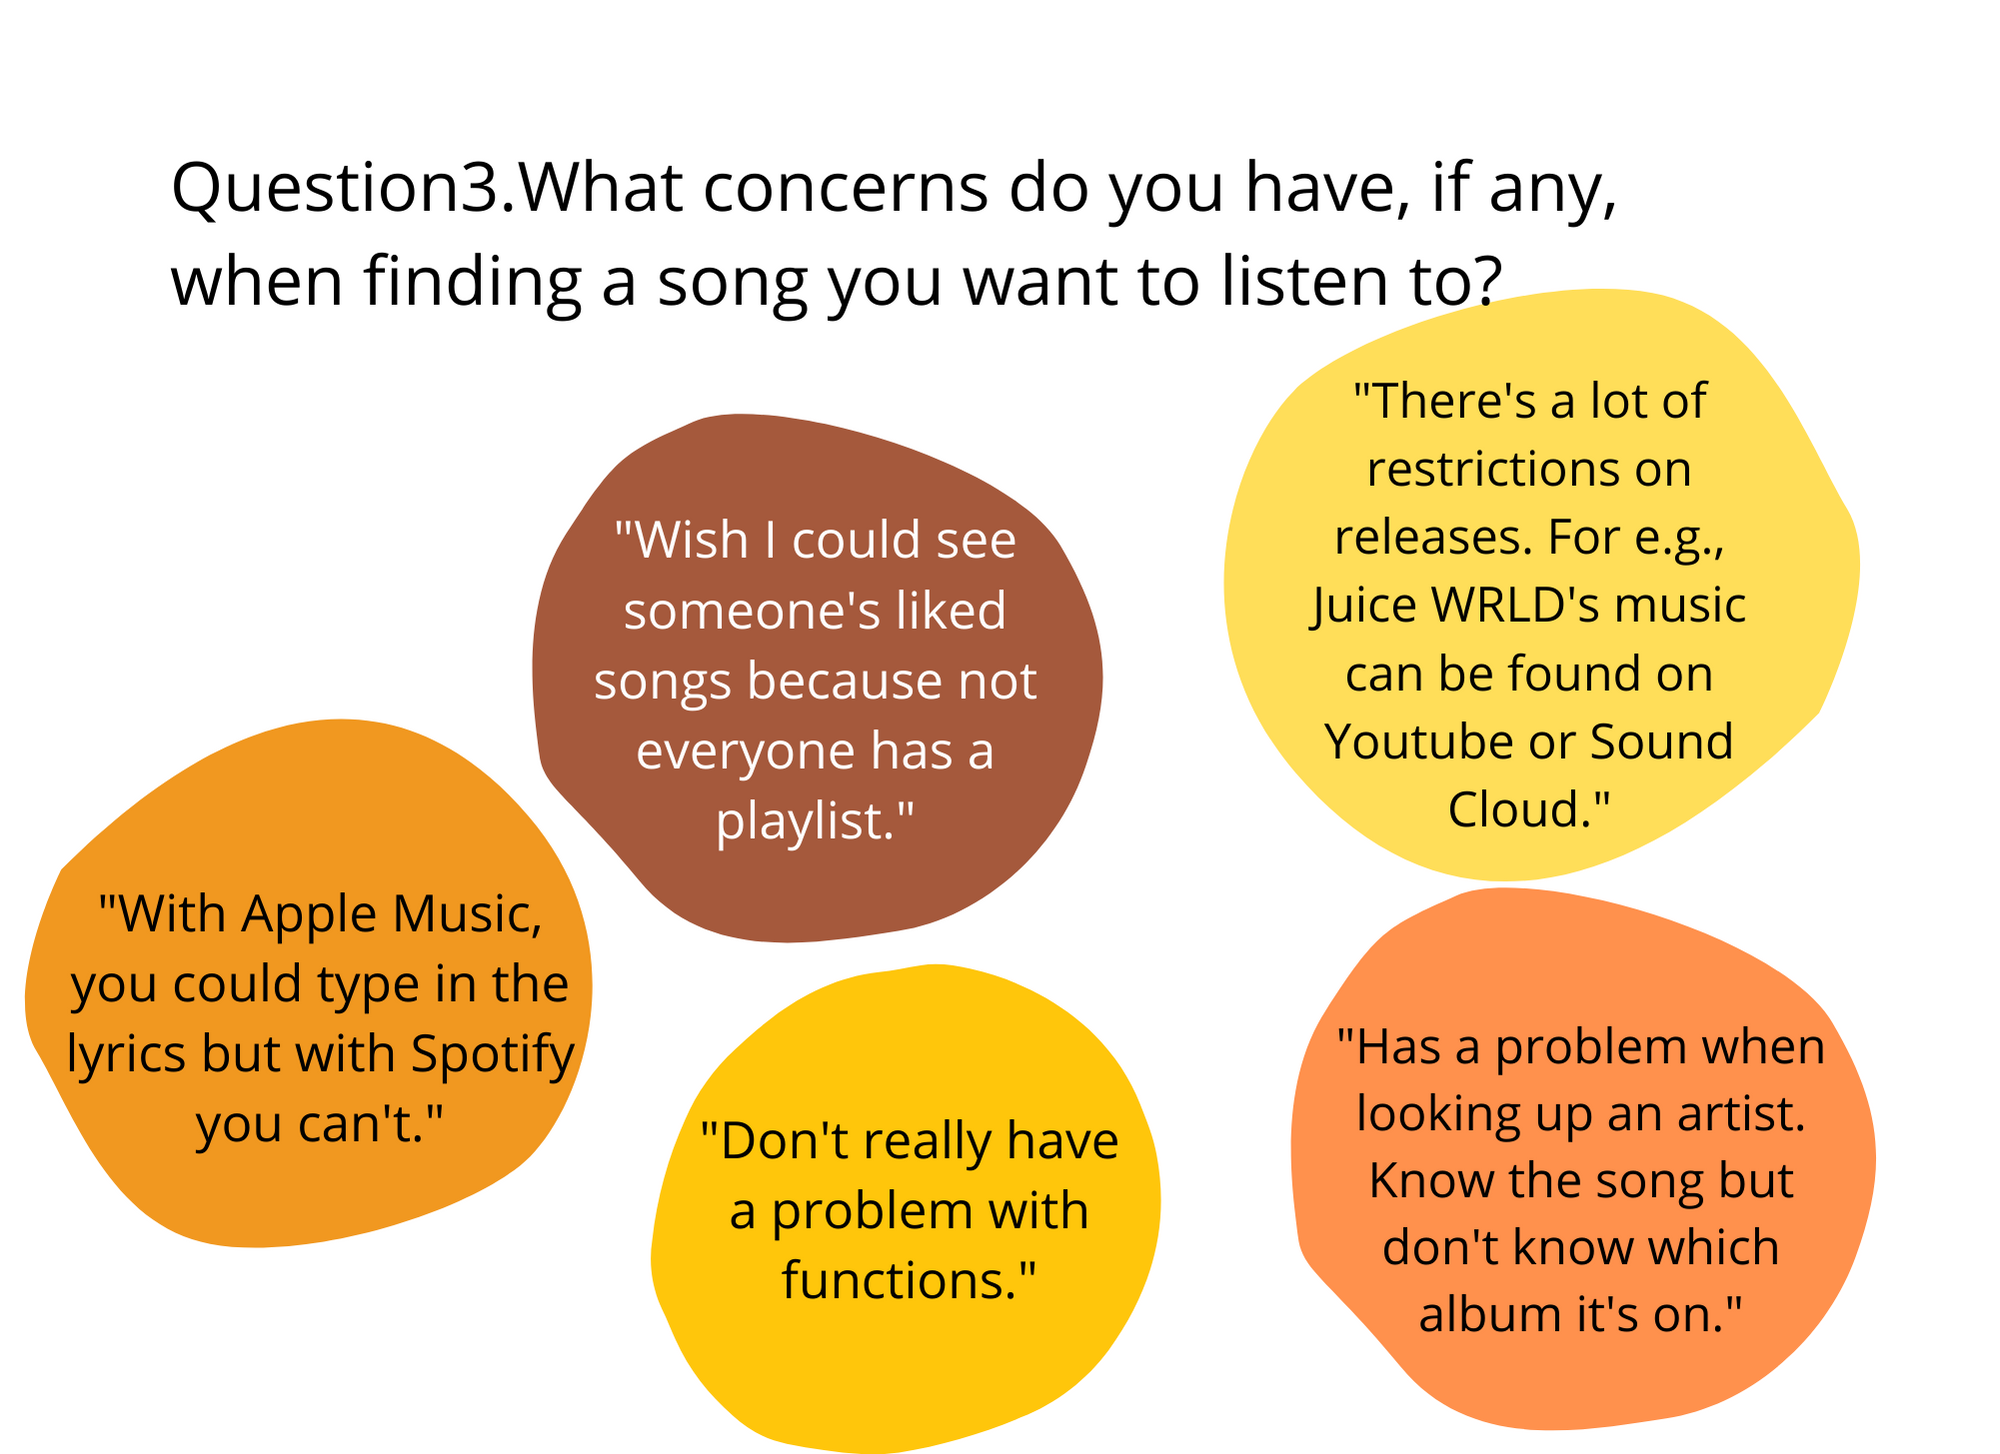 Question3.What concerns do you have, if any,
when finding a song you want to listen to?
"There's a lot of
restrictions on
releases. For e.g.,
Juice WRLD's music
can be found on
Youtube or Sound
Cloud."
"Wish I could see
someone's liked
songs because not
everyone has a
playlist."
"With Apple Music,
you could type in the
lyrics but with Spotify
you can't."
"Don't really have
a problem with
functions."
"Has a problem when
looking up an artist.
Know the song but
don't know which
album it's on."